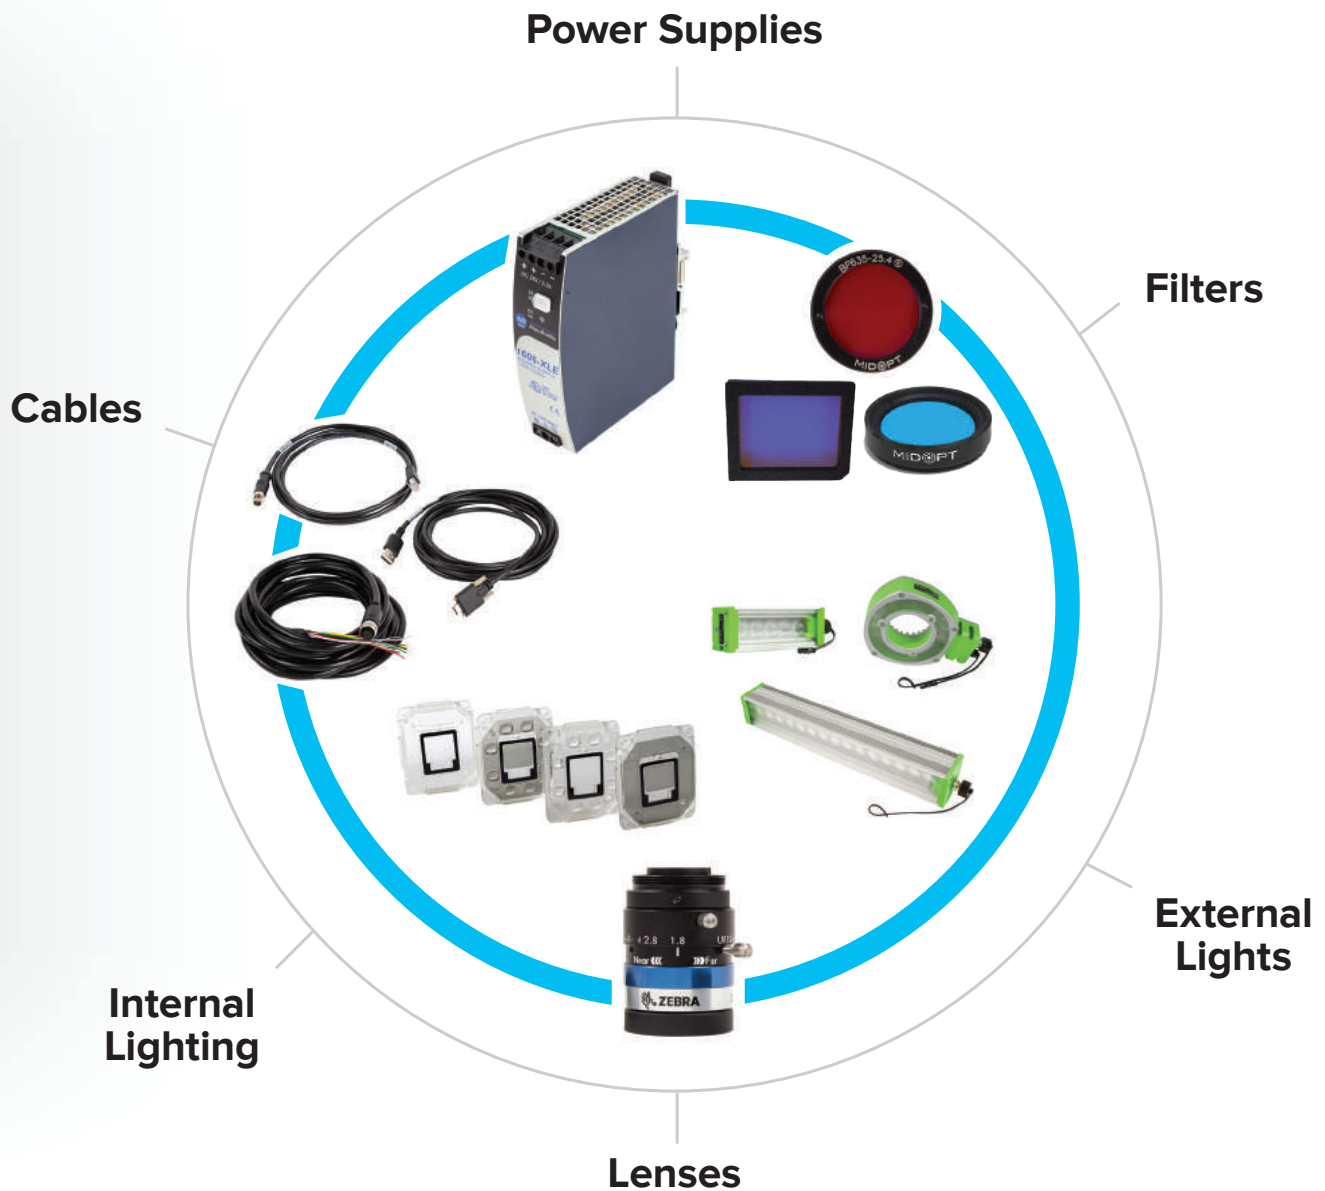 Power Supplies
BP635-25.4
MIDOPT
Filters
1606-XLE
MIDOPT
Cables
2.8 1.8
Near Far
ZEBRA
External
Lights
Internal
Lighting
Lenses